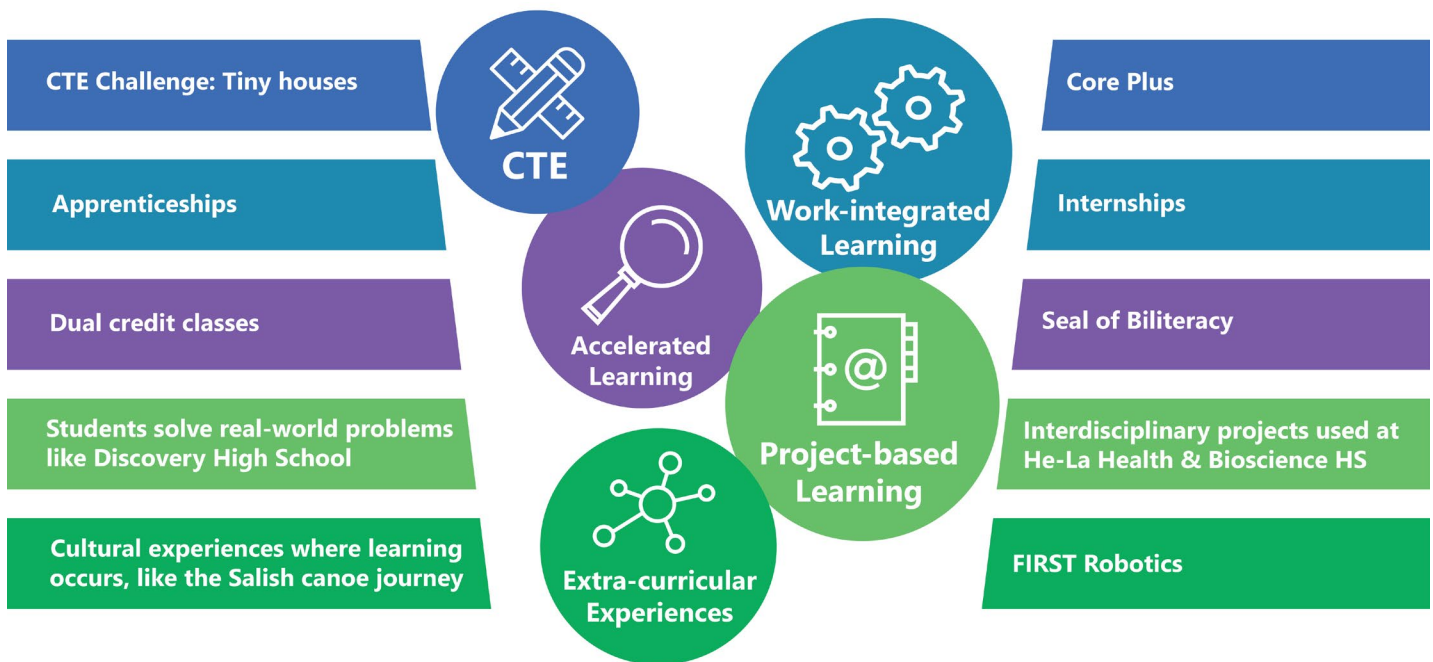 CTE Challenge: Tiny houses
Apprenticeships
Dual credit classes
Students solve real-world problems
like Discovery High School
Cultural experiences where learning
occurs, like the Salish canoe journey
CTE
Accelerated
Learning
Extra-curricular
Experiences
Work-integrated
Learning
@
Project-based
Learning
Core Plus
Internships
Seal of Biliteracy
Interdisciplinary projects used at
He-La Health & Bioscience HS
FIRST Robotics